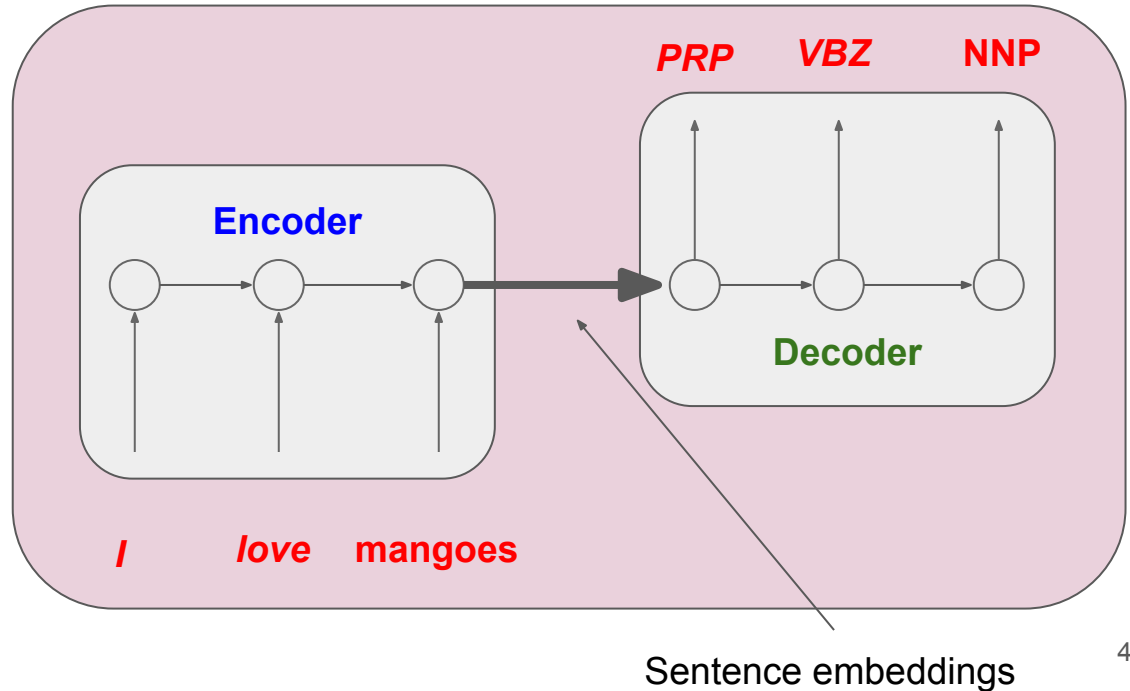 PRP VBZ NNP
Encoder
Decoder
I love mangoes
Sentence embeddings
4